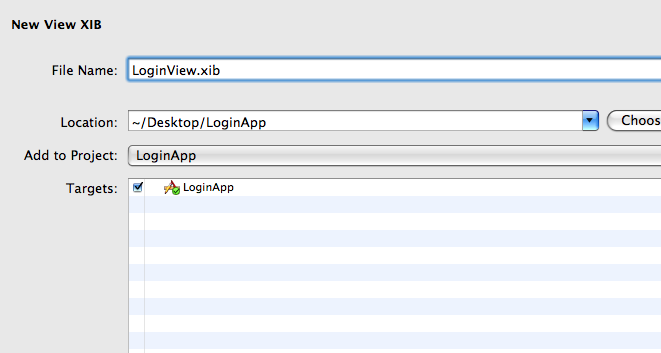 New View XIB
File Name: LoginView.xib
Location: ~/Desktop/LoginApp Choos
Add to Project: LoginApp
Targets: LoginApp